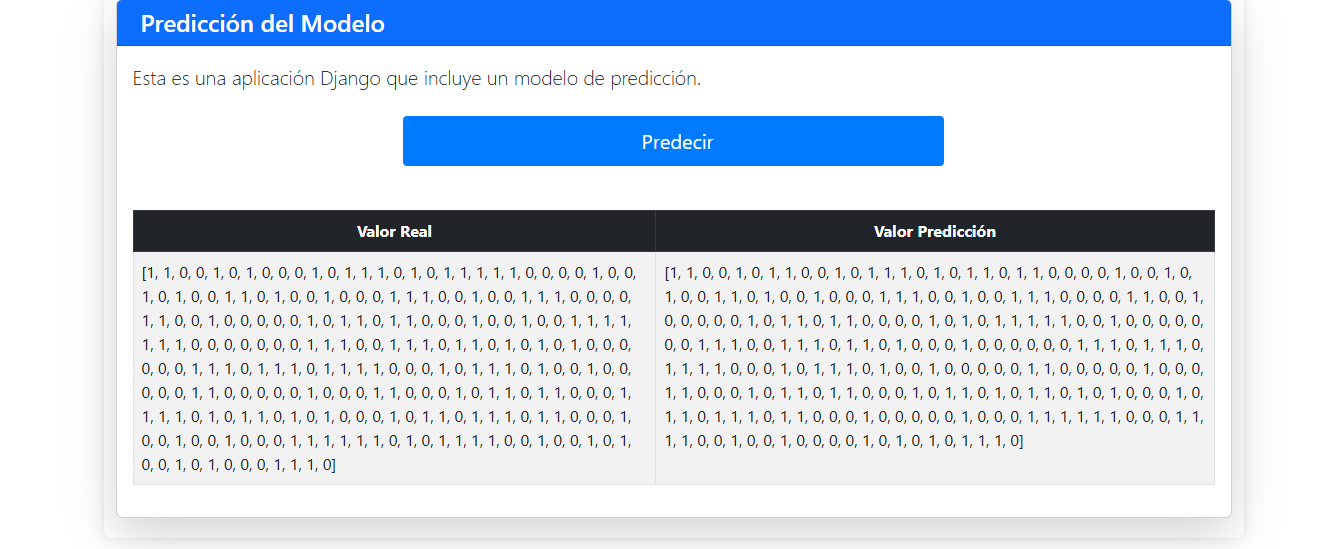 Predicción del Modelo
Esta es una aplicación Django que incluye un modelo de predicción.
Predecir
Valor Real
Valor Predicción
[1, 1, 0, 0, 1, 0, 1, 0, 0, 0, 1, 0, 1, 1, 1, 0, 1, 0, 1, 1, 1, 1, 1, 0, 0, 0, 0, 1, 0, 0,
1, 0, 1, 0, 0, 1, 1, 0, 1, 0, 0, 1, 0, 0, 0, 1, 1, 1, 0, 0, 1, 0, 0, 1, 1, 1, 0, 0, 0, 0,
1, 1, 0, 0, 1, 0, 0, 0, 0, 0, 1, 0, 1, 1, 0, 1, 1, 0, 0, 0, 1, 0, 0, 1, 0, 0, 1, 1, 1, 1,
1, 1, 1, 0, 0, 0, 0, 0, 0, 0, 1, 1, 1, 0, 0, 1, 1, 1, 0, 1, 1, 0, 1, 0, 1, 0, 1, 0, 0, 0,
0, 0, 0, 1, 1, 1, 0, 1, 1, 1, 0, 1, 1, 1, 1, 0, 0, 0, 1, 0, 1, 1, 1, 0, 1, 0, 0, 1, 0, 0,
0, 0, 0, 1, 1, 0, 0, 0, 0, 0, 1, 0, 0, 0, 1, 1, 0, 0, 0, 1, 0, 1, 1, 0, 1, 1, 0, 0, 0, 1,
1, 1, 1, 0, 1, 0, 1, 1, 0, 1, 0, 1, 0, 0, 0, 1, 0, 1, 1, 0, 1, 1, 1, 0, 1, 1, 0, 0, 0, 1,
0, 0, 1, 0, 0, 1, 0, 0, 0, 1, 1, 1, 1, 1, 1, 0, 1, 0, 1, 1, 1, 1, 0, 0, 1, 0, 0, 1, 0, 1,
0, 0, 1, 0, 1, 0, 0, 0, 1, 1, 1, 0]
[1, 1, 0, 0, 1, 0, 1, 1, 0, 0, 1, 0, 1, 1, 1, 0, 1, 0, 1, 1, 0, 1, 1, 0, 0, 0, 0, 1, 0, 0, 1, 0,
1, 0, 0, 1, 1, 0, 1, 0, 0, 1, 0, 0, 0, 1, 1, 1, 0, 0, 1, 0, 0, 1, 1, 1, 0, 0, 0, 0, 1, 1, 0, 0, 1,
0, 0, 0, 0, 0, 1, 0, 1, 1, 0, 1, 1, 0, 0, 0, 0, 1, 0, 1, 0, 1, 1, 1, 1, 1, 0, 0, 1, 0, 0, 0, 0, 0,
0, 0, 1, 1, 1, 0, 0, 1, 1, 1, 0, 1, 1, 0, 1, 0, 0, 0, 1, 0, 0, 0, 0, 0, 0, 1, 1, 1, 0, 1, 1, 1, 0,
1, 1, 1, 1, 0, 0, 0, 1, 0, 1, 1, 1, 0, 1, 0, 0, 1, 0, 0, 0, 0, 0, 1, 1, 0, 0, 0, 0, 0, 1, 0, 0, 0,
1, 1, 0, 0, 0, 1, 0, 1, 1, 0, 1, 1, 0, 0, 0, 1, 0, 1, 1, 0, 1, 0, 1, 1, 0, 1, 0, 1, 0, 0, 0, 1, 0,
1, 1, 0, 1, 1, 1, 0, 1, 1, 0, 0, 0, 1, 0, 0, 0, 0, 0, 1, 0, 0, 0, 1, 1, 1, 1, 1, 1, 0, 0, 0, 1, 1,
1, 1, 0, 0, 1, 0, 0, 1, 0, 0, 0, 0, 1, 0, 1, 0, 1, 0, 1, 1, 1, 0]